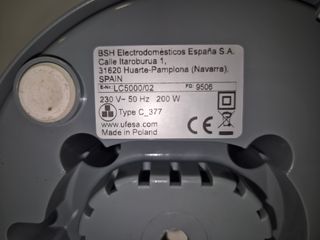 BSH Electrodomésticos España S.A.
Calle Itaroburua 1,
31620 Huarte-Pamplona (Navarra).
SPAIN
E-Nr. LC5000/02 FD. 9506
230 V~ 50 Hz 200 W
Type C_377
www.ufesa.com
Made in Poland